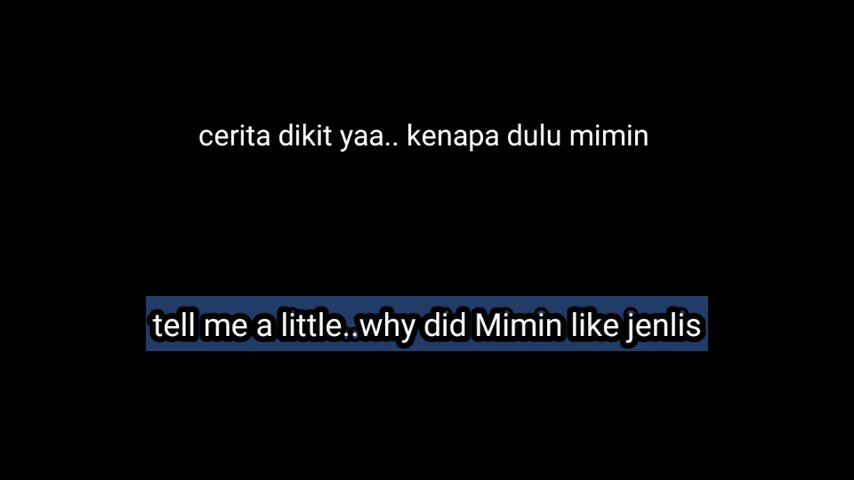 cerita dikit yaa.. kenapa dulu mimin
tell me a little..why did Mimin like jenlis